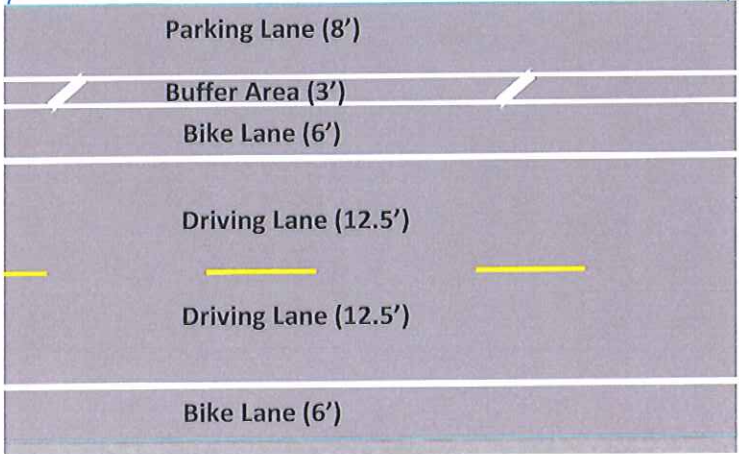 Parking Lane (8’)
Buffer Area (3’)
Bike Lane (6’)
Driving Lane (12.5’)
Driving Lane (12.5’)
Bike Lane (6’)